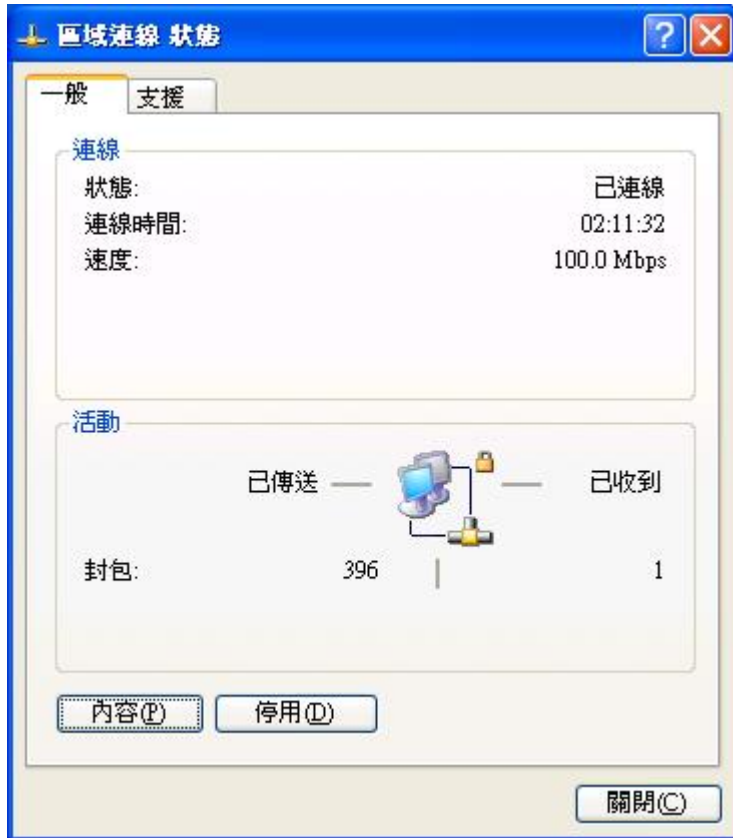 區域連線 狀態
一般 支援
連線
狀態: 已連線
連線時間: 02:11:32
速度: 100.0 Mbps
活動
已傳送 — — 已收到
封包: 396 1
內容(P) 停用(D)
關閉(C)